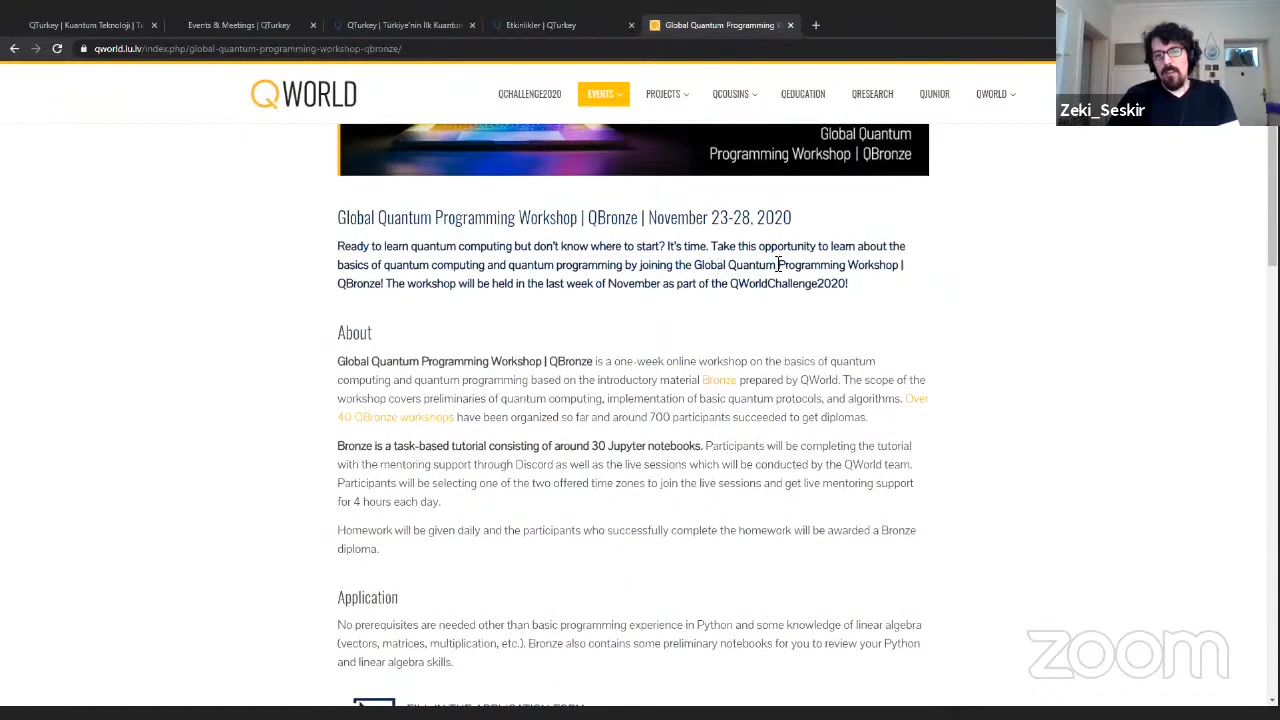 QTurkey | Kuantum Teknoloji | T
Events & Meetings | QTurkey
QTurkey | Türkiye'nin İlk Kuantum
Etkinlikler | QTurkey
Global Quantum Programming W
qworld.lu.lv/index.php/global-quantum-programming-workshop-qbronze/
QWORLD
QCHALLENGE2020
EVENTS
PROJECTS
QCOUSINS
QEDUCATION
QRESEARCH
QJUNIOR
QWORLD
Zeki_Seskir
Global Quantum
Programming Workshop | QBronze
Global Quantum Programming Workshop | QBronze | November 23-28, 2020
Ready to learn quantum computing but don't know where to start? It's time. Take this opportunity to learn about the
basics of quantum computing and quantum programming by joining the Global Quantum Programming Workshop |
QBronze! The workshop will be held in the last week of November as part of the QWorldChallenge2020!
About
Global Quantum Programming Workshop | QBronze is a one-week online workshop on the basics of quantum
computing and quantum programming based on the introductory material Bronze prepared by QWorld. The scope of the
workshop covers preliminaries of quantum computing, implementation of basic quantum protocols, and algorithms. Over
40 QBronze workshops have been organized so far and around 700 participants succeeded to get diplomas.
Bronze is a task-based tutorial consisting of around 30 Jupyter notebooks. Participants will be completing the tutorial
with the mentoring support through Discord as well as the live sessions which will be conducted by the QWorld team.
Participants will be selecting one of the two offered time zones to join the live sessions and get live mentoring support
for 4 hours each day.
Homework will be given daily and the participants who successfully complete the homework will be awarded a Bronze
diploma.
Application
No prerequisites are needed other than basic programming experience in Python and some knowledge of linear algebra
(vectors, matrices, multiplication, etc.). Bronze also contains some preliminary notebooks for you to review your Python
and linear algebra skills.
FILL IN THE APPLICATION FORM
zoom